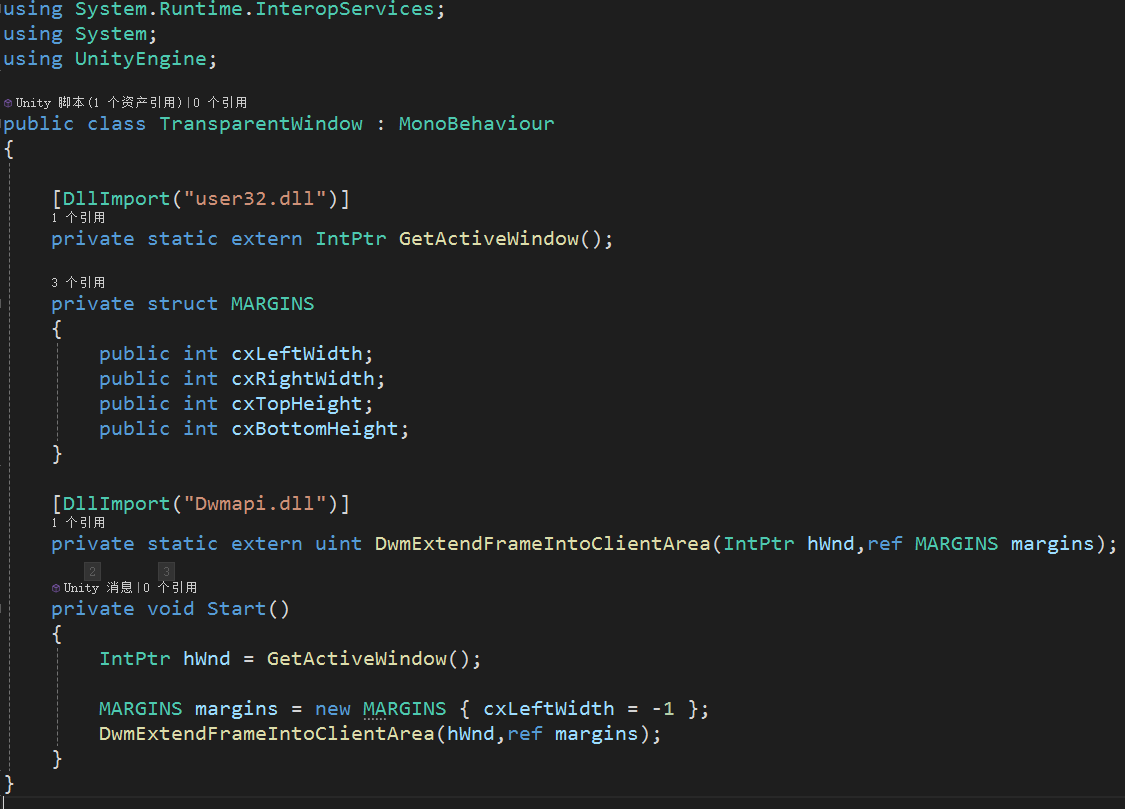 using System.Runtime.InteropServices;
using System;
using UnityEngine;
Unity 脚本(1 个资产引用)|0 个引用
public class TransparentWindow : MonoBehaviour
{
[DllImport("user32.dll")]
1 个引用
private static extern IntPtr GetActiveWindow();
3 个引用
private struct MARGINS
{
public int cxLeftWidth;
public int cxRightWidth;
public int cxTopHeight;
public int cxBottomHeight;
}
[DllImport("Dwmapi.dll")]
1 个引用
private static extern uint DwmExtendFrameIntoClientArea(IntPtr hWnd,ref MARGINS margins);
2 3
Unity 消息|0 个引用
private void Start()
{
IntPtr hWnd = GetActiveWindow();
MARGINS margins = new MARGINS { cxLeftWidth = -1 };
DwmExtendFrameIntoClientArea(hWnd,ref margins);
}
}